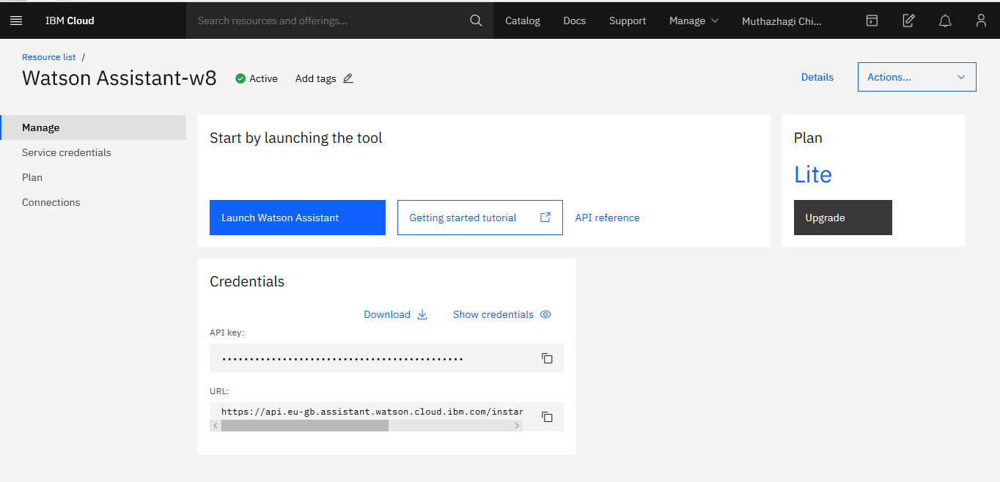 IBM Cloud Search resources and offerings... Catalog Docs Support Manage Muthazhagi Chi...
Resource list /
Watson Assistant-w8 Active Add tags Details Actions...
Manage
Service credentials
Plan
Connections
Start by launching the tool
Launch Watson Assistant Getting started tutorial API reference
Plan
Lite
Upgrade
Credentials
Download Show credentials
API key:
••••••••••••••••••••••••••••••••••••••••••••
URL:
https://api.eu-gb.assistant.watson.cloud.ibm.com/instan